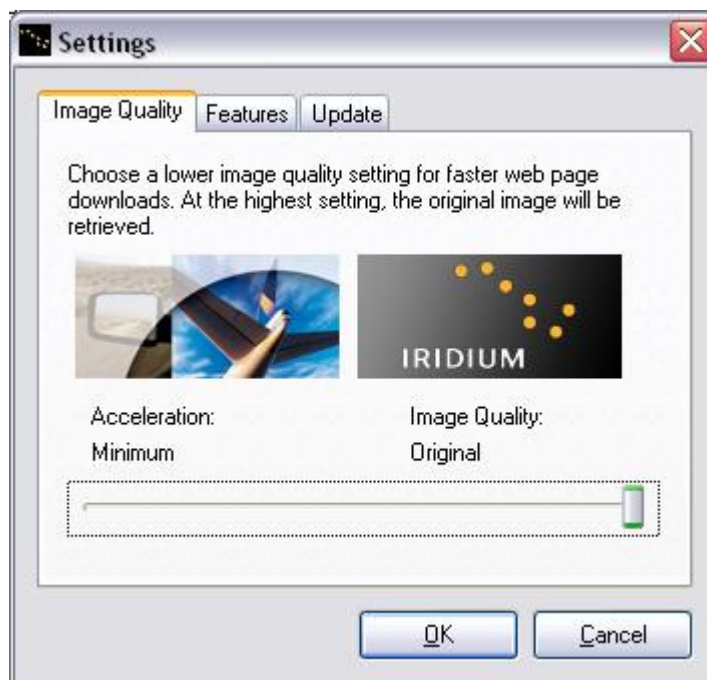 Settings
Image Quality Features Update
Choose a lower image quality setting for faster web page
downloads. At the highest setting, the original image will be
retrieved.
IRIDIUM
Acceleration: Image Quality:
Minimum Original
OK Cancel